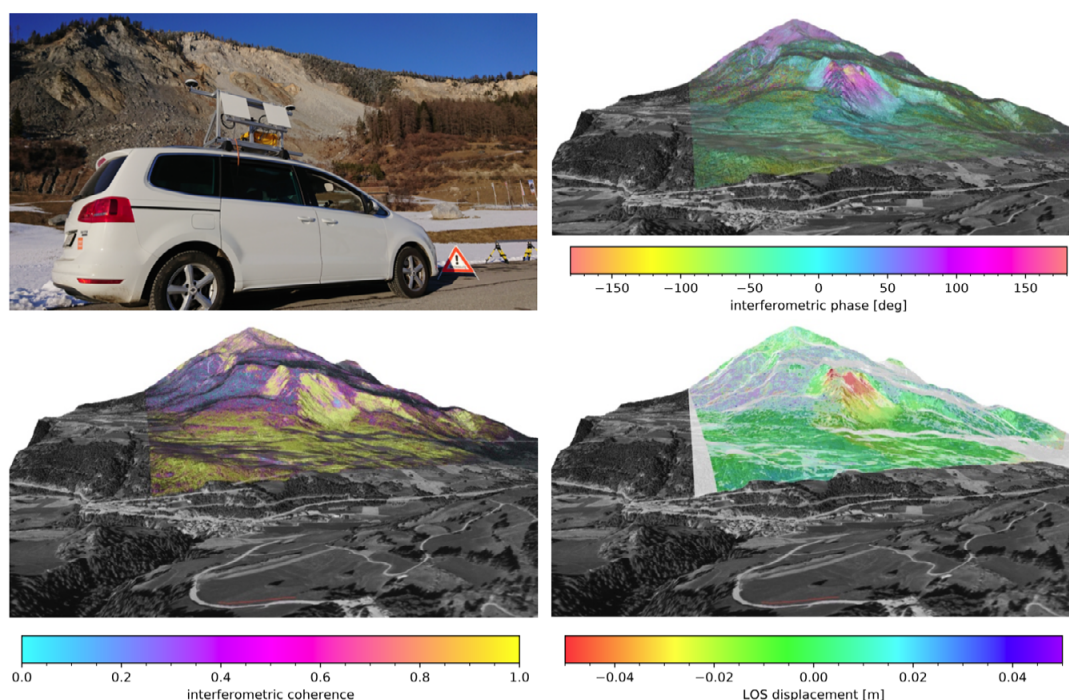 −150 −100 −50 0 50 100 150
interferometric phase [deg]
0.0 0.2 0.4 0.6 0.8 1.0
interferometric coherence
−0.04 −0.02 0.00 0.02 0.04
LOS displacement [m]